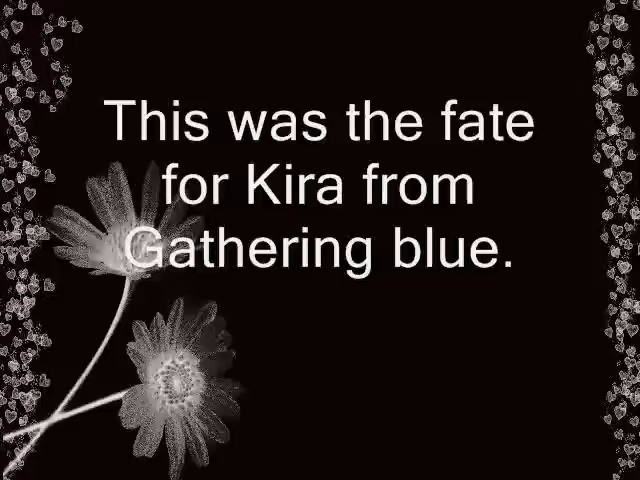 This was the fate
for Kira from
Gathering blue.